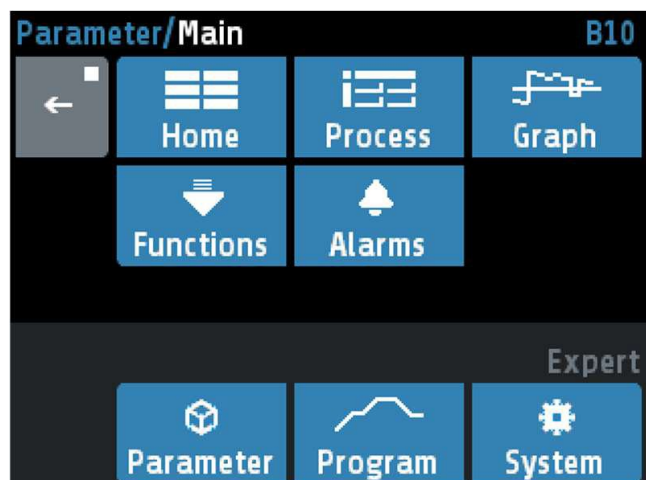 Parameter/Main B10
Home Process Graph
Functions Alarms
Expert
Parameter Program System